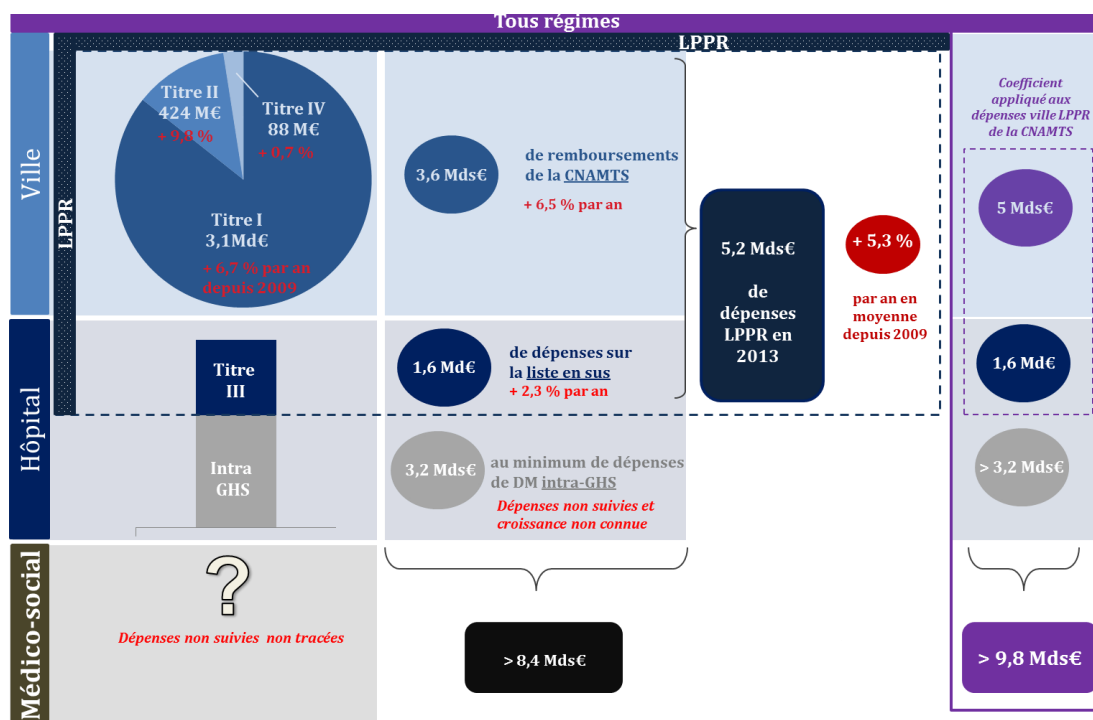 Tous régimes
LPPR
LPPR
Ville
Titre II
424 M€
+ 9,8 %
Titre IV
88 M€
+ 0,7 %
Titre I
3,1Md€
+ 6,7 % par an
depuis 2009
3,6 Mds€
de remboursements
de la CNAMTS
+ 6,5 % par an
5,2 Mds€
de
dépenses
LPPR en
2013
+ 5,3 %
par an en
moyenne
depuis 2009
Coefficient
appliqué aux
dépenses ville LPPR
de la CNAMTS
5 Mds€
Hôpital
Titre
III
1,6 Md€
de dépenses sur
la liste en sus
+ 2,3 % par an
1,6 Md€
Intra
GHS
3,2 Mds€
au minimum de dépenses
de DM intra-GHS
Dépenses non suivies et
croissance non connue
> 3,2 Mds€
Médico-social
?
Dépenses non suivies non tracées
> 8,4 Mds€
> 9,8 Mds€